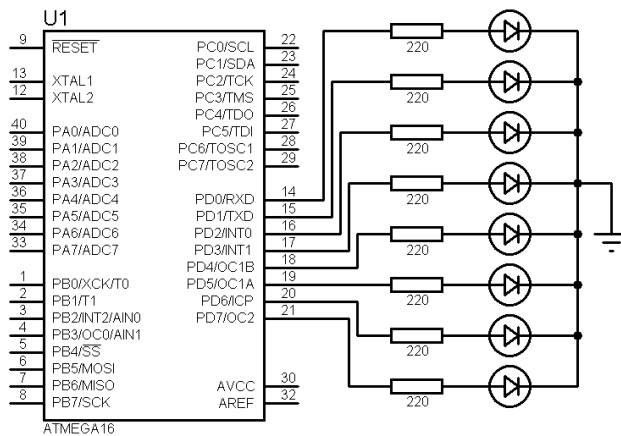 U1
9 RESET PC0/SCL 22
PC1/SDA 23
13 XTAL1 PC2/TCK 24
12 XTAL2 PC3/TMS 25
PC4/TDO 26
40 PA0/ADC0 PC5/TDI 27
39 PA1/ADC1 PC6/TOSC1 28
38 PA2/ADC2 PC7/TOSC2 29
37 PA3/ADC3
36 PA4/ADC4 PD0/RXD 14
35 PA5/ADC5 PD1/TXD 15
34 PA6/ADC6 PD2/INT0 16
33 PA7/ADC7 PD3/INT1 17
PD4/OC1B 18
1 PB0/XCK/T0 PD5/OC1A 19
2 PB1/T1 PD6/ICP 20
3 PB2/INT2/AIN0 PD7/OC2 21
4 PB3/OC0/AIN1
5 PB4/SS
6 PB5/MOSI
7 PB6/MISO AVCC 30
8 PB7/SCK AREF 32
ATMEGA16
220
220
220
220
220
220
220
220